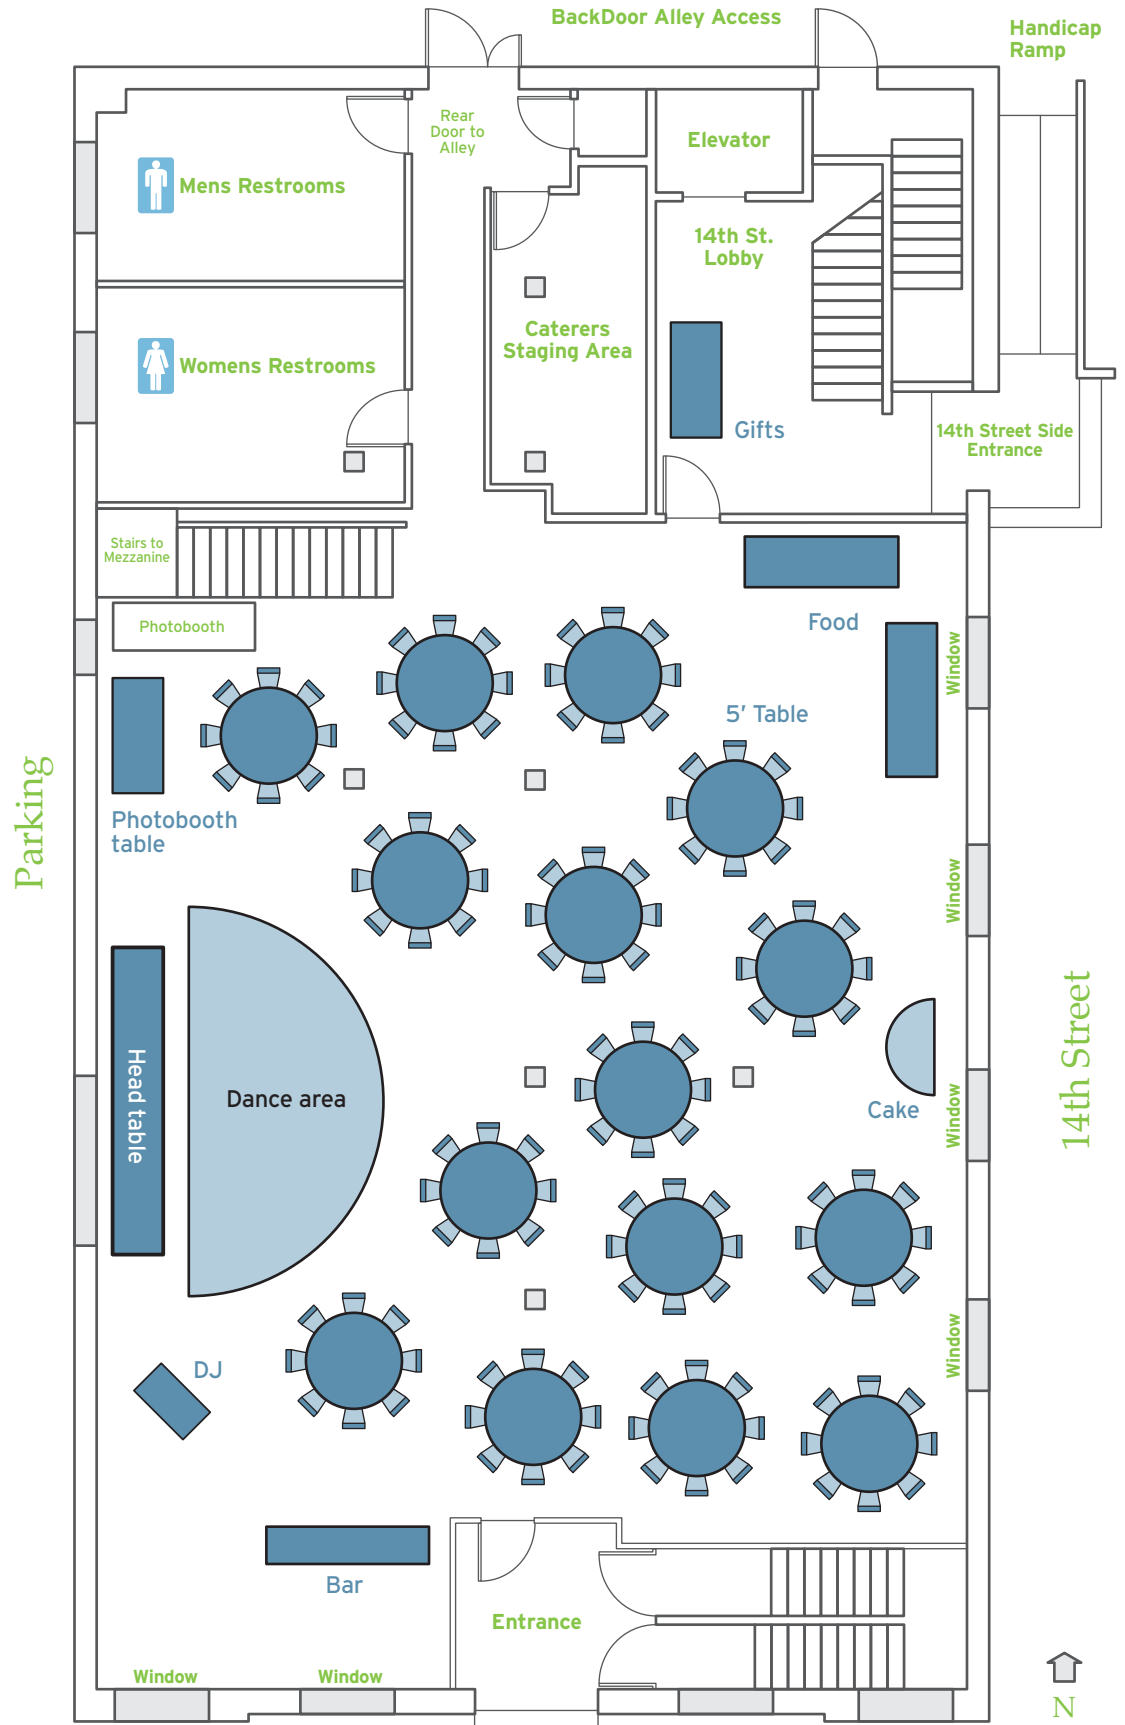 BackDoor Alley Access
Handicap
Ramp
Rear
Door to
Alley
Elevator
Mens Restrooms
14th St.
Lobby
Caterers
Staging Area
Womens Restrooms
Gifts
14th Street Side
Entrance
Stairs to
Mezzanine
Photobooth
Food
Window
5′ Table
Parking
Photobooth
table
Window
14th Street
Head table
Dance area
Cake
Window
Window
DJ
Bar
Entrance
Window
Window
N